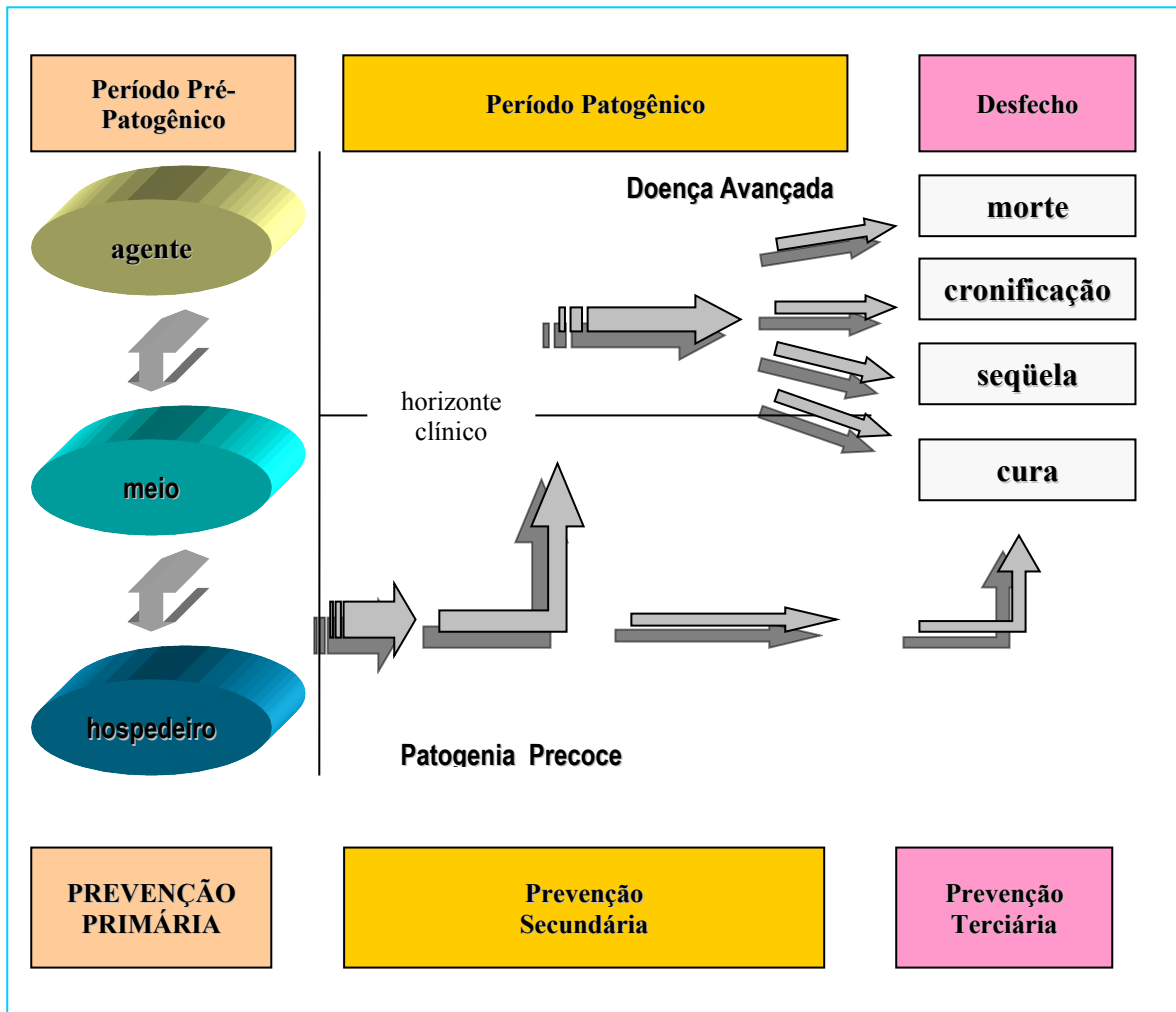 Período Pré-
Patogênico
Período Patogênico
Desfecho
Doença Avançada
morte
agente
cronificação
seqüela
horizonte
clínico
cura
meio
hospedeiro
Patogenia Precoce
PREVENÇÃO
PRIMÁRIA
Prevenção
Secundária
Prevenção
Terciária